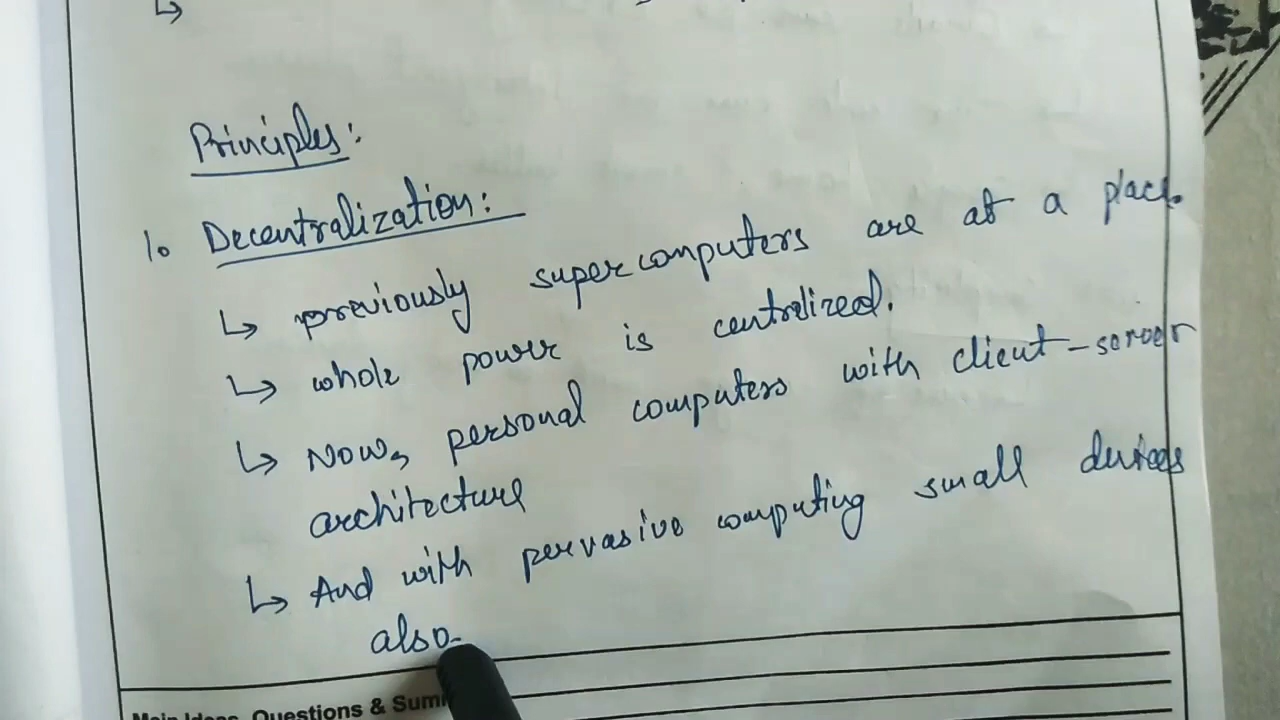 ↳
Principles:
1. Decentralization:
↳ previously supercomputers are at a place.
↳ whole power is centralized.
↳ Now, personal computers with client-server
architecture
↳ And with pervasive computing small devices
also.
Main Ideas, Questions & Summ